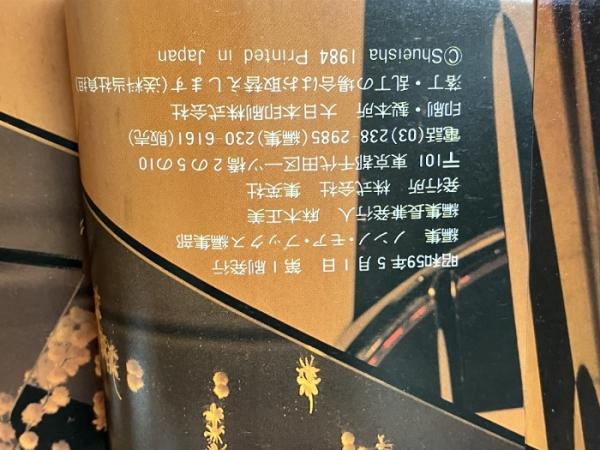 昭和59年5月1日　第1刷発行
編集　ノンノ・モア・ブックス編集部
編集長兼発行人　麻木正美
発行所　株式会社　集英社
〒101　東京都千代田区一ツ橋2の5の10
電話(03)238-2985(編集)230-6161(販売)
印刷・製本所　大日本印刷株式会社
落丁・乱丁の場合はお取替えします(送料当社負担
©Shueisha 1984 Printed in Japan